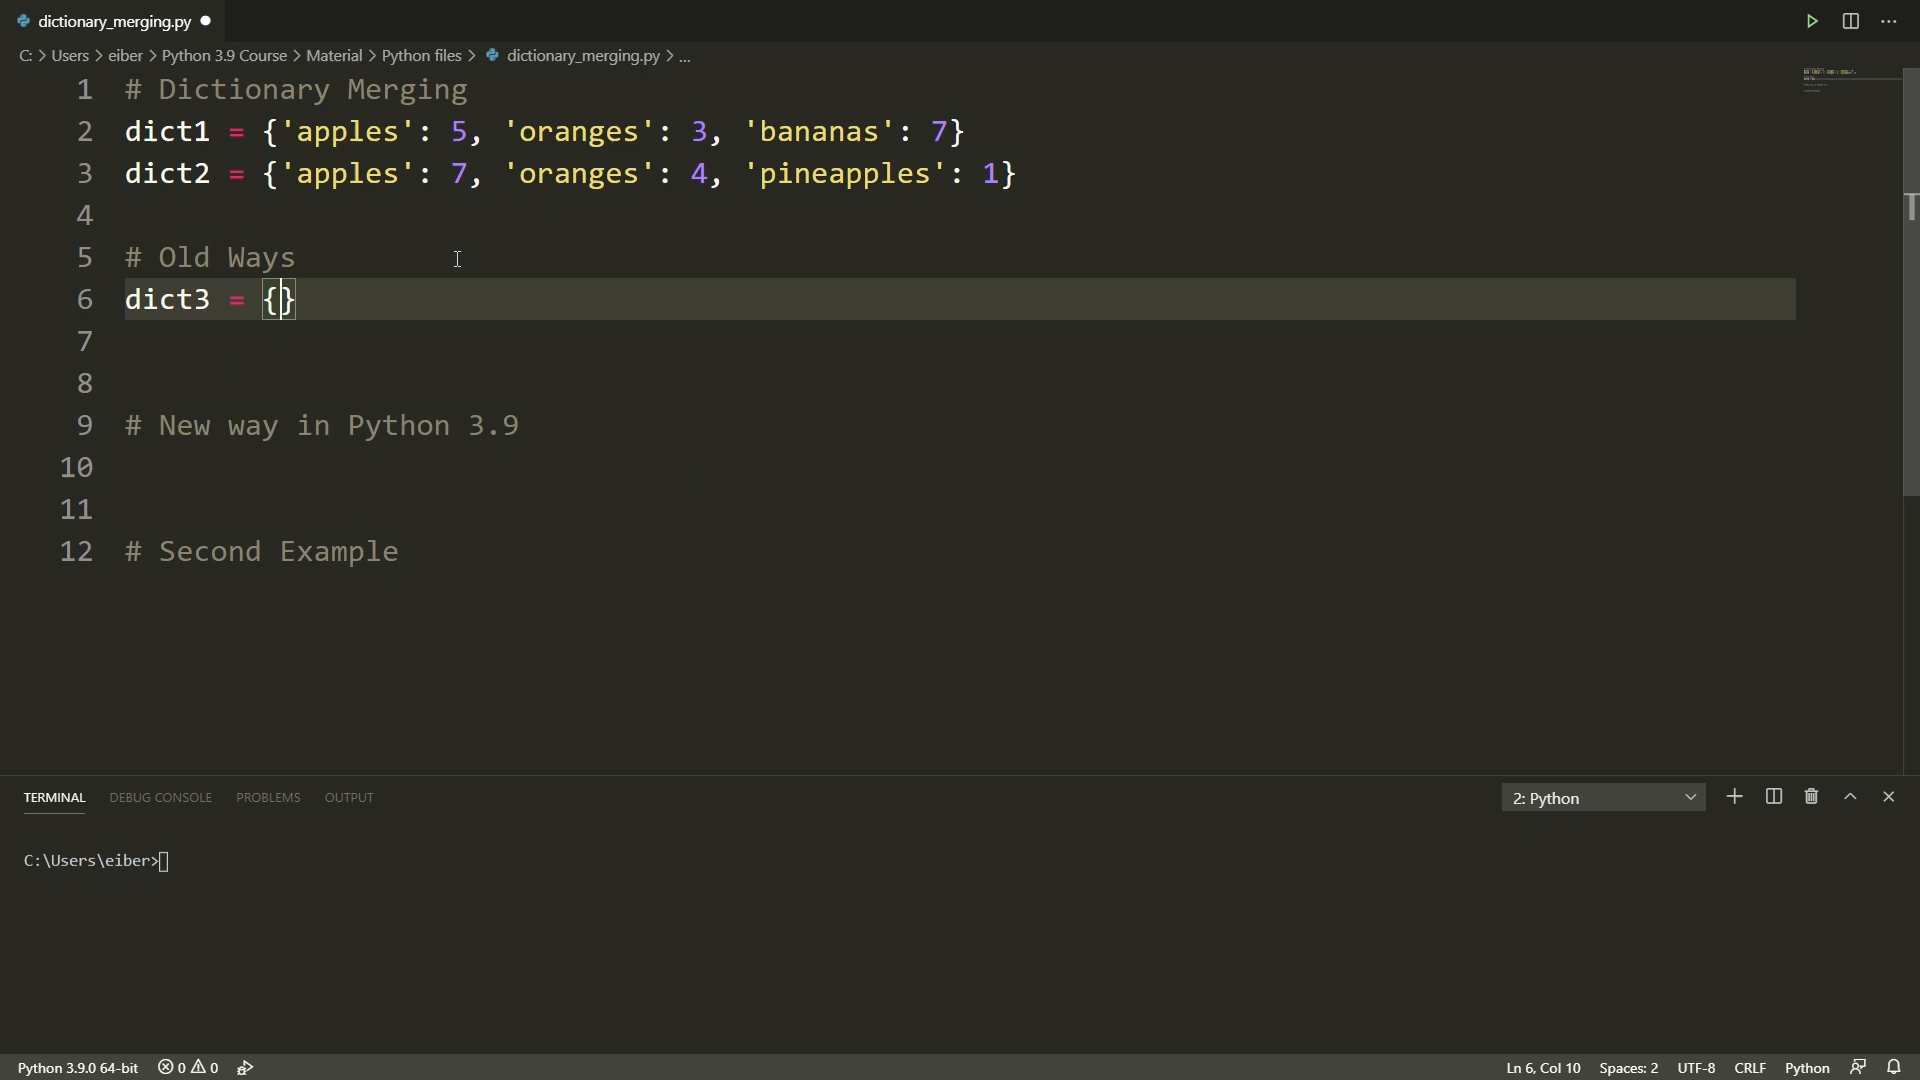 dictionary_merging.py
C: > Users > eiber > Python 3.9 Course > Material > Python files > dictionary_merging.py > ...
1 # Dictionary Merging
2 dict1 = {'apples': 5, 'oranges': 3, 'bananas': 7}
3 dict2 = {'apples': 7, 'oranges': 4, 'pineapples': 1}
4
5 # Old Ways
6 dict3 = {}
7
8
9 # New way in Python 3.9
10
11
12 # Second Example
TERMINAL DEBUG CONSOLE PROBLEMS OUTPUT 2: Python
C:\Users\eiber>
Python 3.9.0 64-bit 0 0 Ln 6, Col 10 Spaces: 2 UTF-8 CRLF Python